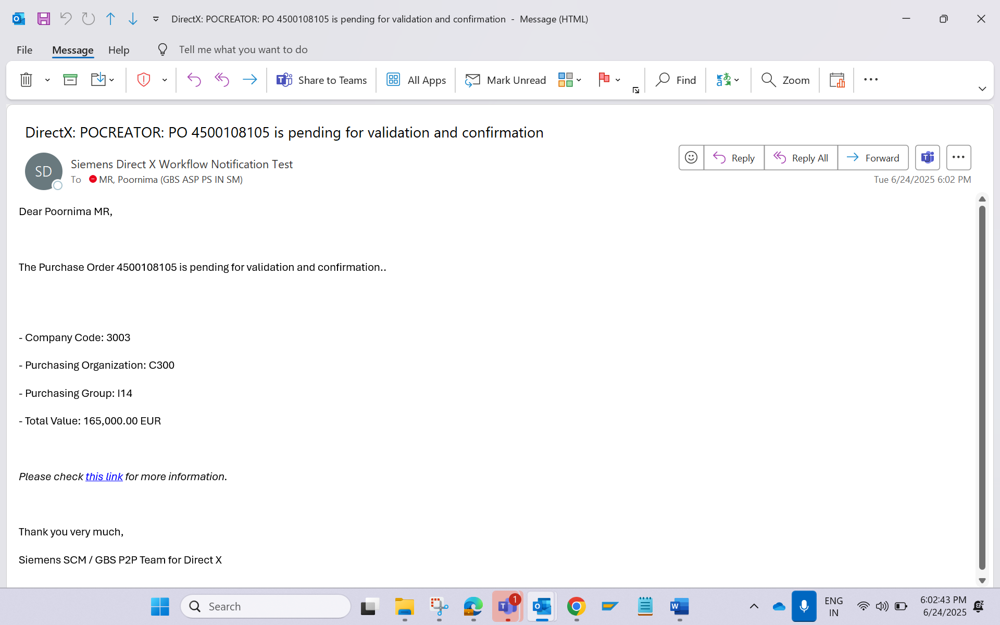 DirectX: POCREATOR: PO 4500108105 is pending for validation and confirmation - Message (HTML)
File Message Help Tell me what you want to do
Share to Teams All Apps Mark Unread Find Zoom
DirectX: POCREATOR: PO 4500108105 is pending for validation and confirmation
SD
Siemens Direct X Workflow Notification Test
To MR, Poornima (GBS ASP PS IN SM)
Reply Reply All Forward
Tue 6/24/2025 6:02 PM
Dear Poornima MR,
The Purchase Order 4500108105 is pending for validation and confirmation..
- Company Code: 3003
- Purchasing Organization: C300
- Purchasing Group: I14
- Total Value: 165,000.00 EUR
Please check this link for more information.
Thank you very much,
Siemens SCM / GBS P2P Team for Direct X
Search
1
ENG
IN
6:02:43 PM
6/24/2025